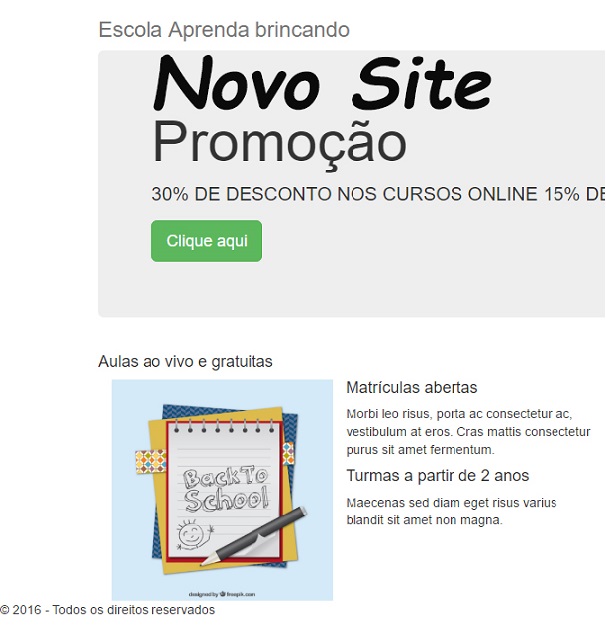 Escola Aprenda brincando
Novo Site
Promoção
30% DE DESCONTO NOS CURSOS ONLINE 15% DE
Clique aqui
Aulas ao vivo e gratuitas
Back To
School
designed by freepik.com
Matrículas abertas
Morbi leo risus, porta ac consectetur ac,
vestibulum at eros. Cras mattis consectetur
purus sit amet fermentum.
Turmas a partir de 2 anos
Maecenas sed diam eget risus varius
blandit sit amet non magna.
© 2016 - Todos os direitos reservados